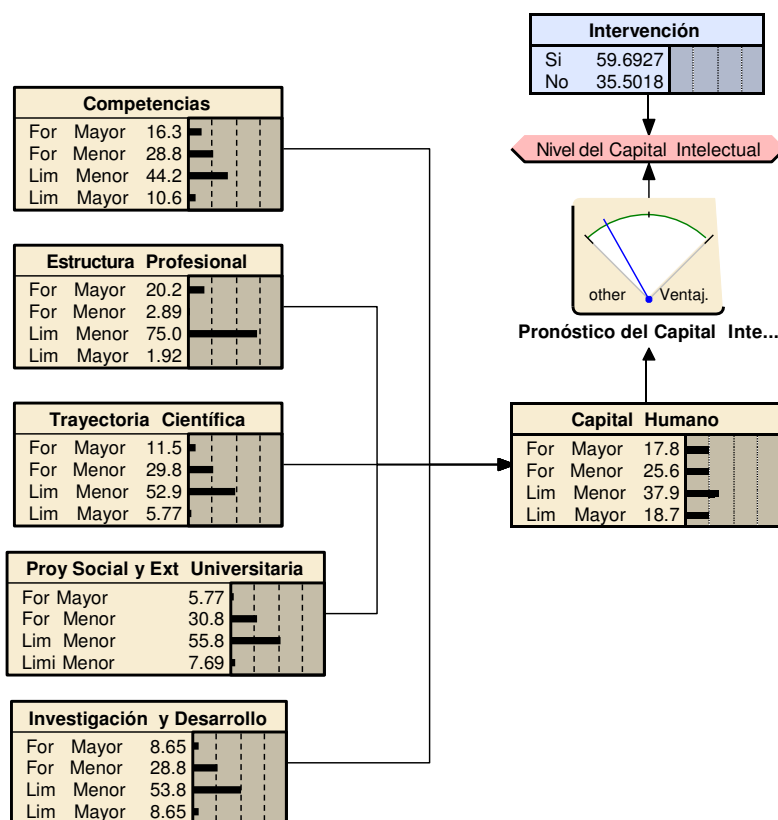 Intervención
Si 59.6927
No 35.5018
Nivel del Capital Intelectual
other Ventaj.
Pronóstico del Capital Inte...
Competencias
For Mayor 16.3
For Menor 28.8
Lim Menor 44.2
Lim Mayor 10.6
Estructura Profesional
For Mayor 20.2
For Menor 2.89
Lim Menor 75.0
Lim Mayor 1.92
Trayectoria Científica
For Mayor 11.5
For Menor 29.8
Lim Menor 52.9
Lim Mayor 5.77
Capital Humano
For Mayor 17.8
For Menor 25.6
Lim Menor 37.9
Lim Mayor 18.7
Proy Social y Ext Universitaria
For Mayor 5.77
For Menor 30.8
Lim Menor 55.8
Limi Menor 7.69
Investigación y Desarrollo
For Mayor 8.65
For Menor 28.8
Lim Menor 53.8
Lim Mayor 8.65